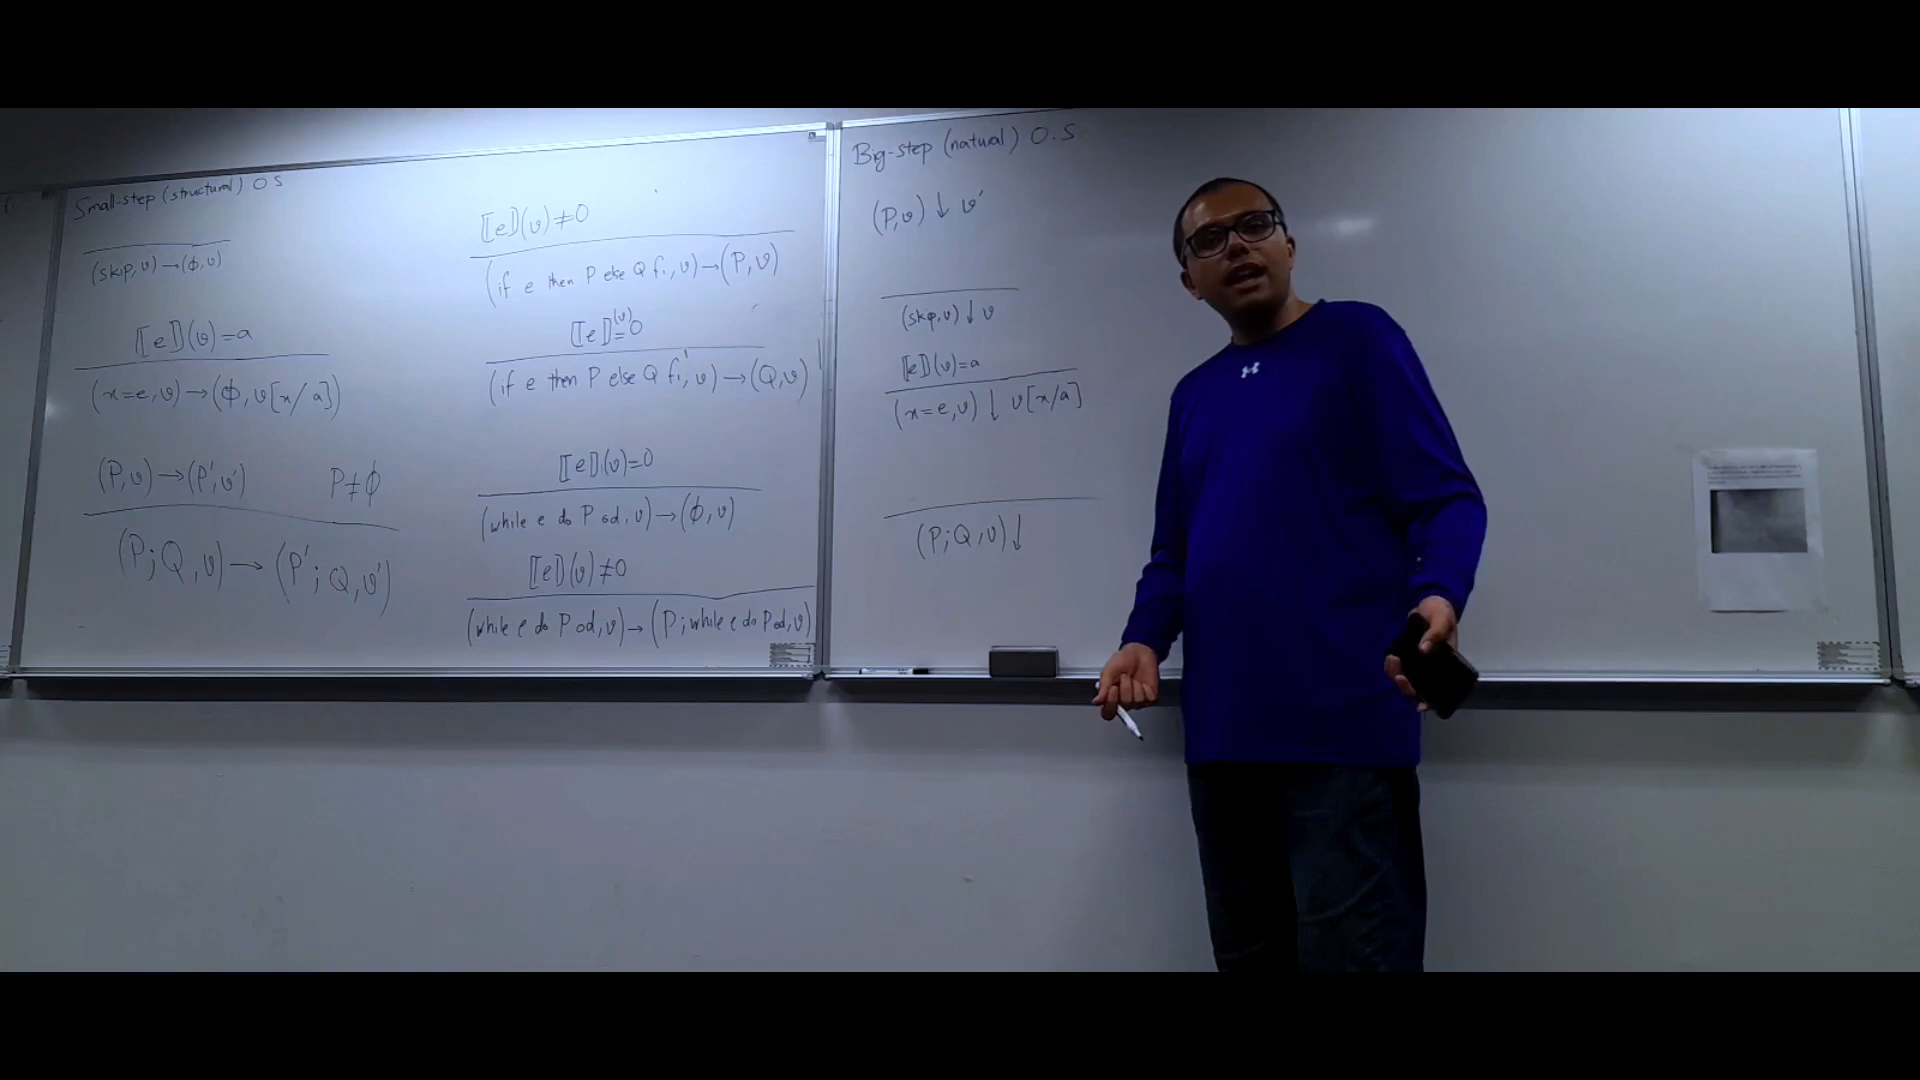 Small-step (structural) O S
(skip, v) → (ϕ, v)
⟦e⟧(v) = a
(x=e, v) → (ϕ, v[x/a])
(P, v) → (P', v') P ≠ ϕ
(P; Q, v) → (P'; Q, v')
⟦e⟧(v) ≠ 0
(if e then P else Q fi, v) → (P, v)
⟦e⟧(v) = 0
(if e then P else Q fi, v) → (Q, v)
⟦e⟧(v) = 0
(while e do P od, v) → (ϕ, v)
⟦e⟧(v) ≠ 0
(while e do P od, v) → (P; while e do P od, v)
Big-step (natural) O.S
(P, v) ↓ v'
(skip, v) ↓ v
⟦e⟧(v) = a
(x=e, v) ↓ v[x/a]
(P; Q, v) ↓